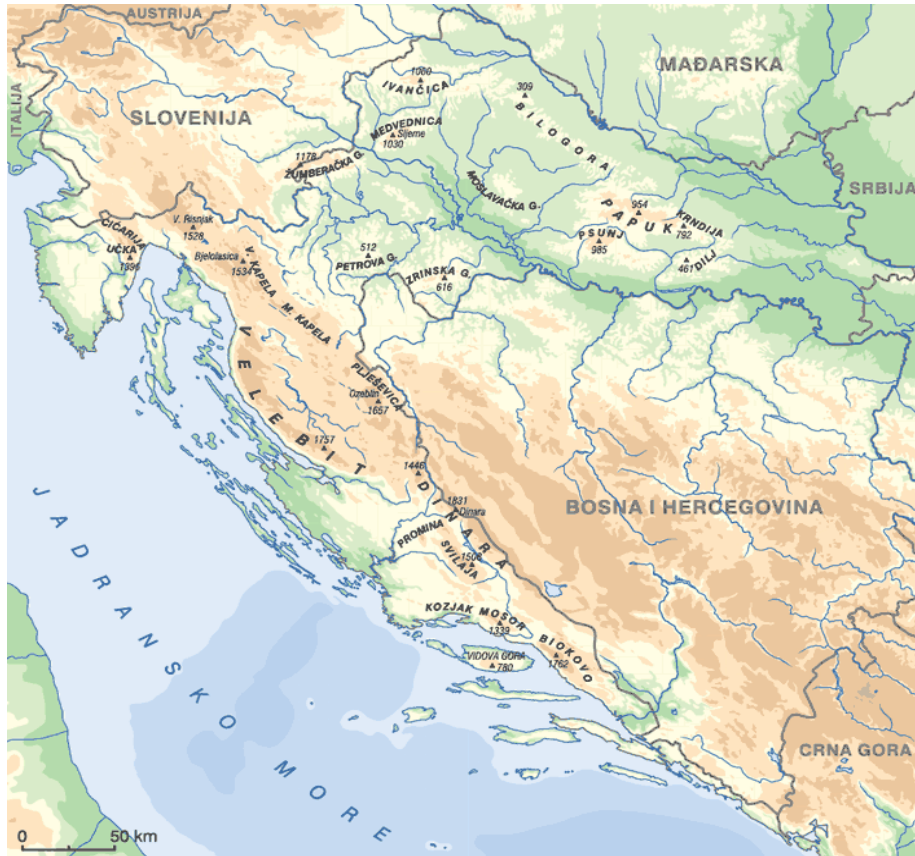 AUSTRIJA
ITALIJA
SLOVENIJA
MAĐARSKA
SRBIJA
1060
IVANČICA
309
BILOGORA
MEDVEDNICA
Sljeme
1030
1178
ŽUMBERAČKA G.
MOSLAVAČKA G.
954
PAPUK
KRNDIJA
792
PSUNJ
985
467
DILJ
ĆIĆARIJA
UČKA
1396
V. Risnjak
1528
Bjelolasica
1534
V. KAPELA
M. KAPELA
512
PETROVA G.
ZRINSKA G.
616
VELEBIT
1757
PLJEŠEVICA
Ozeblin
1657
1446
DINARA
1831
Dinara
PROMINA
SVILAJA
1508
BOSNA I HERCEGOVINA
KOZJAK
MOSOR
1339
BIOKOVO
1762
VIDOVA GORA
780
CRNA GORA
JADRANSKO MORE
0
50 km